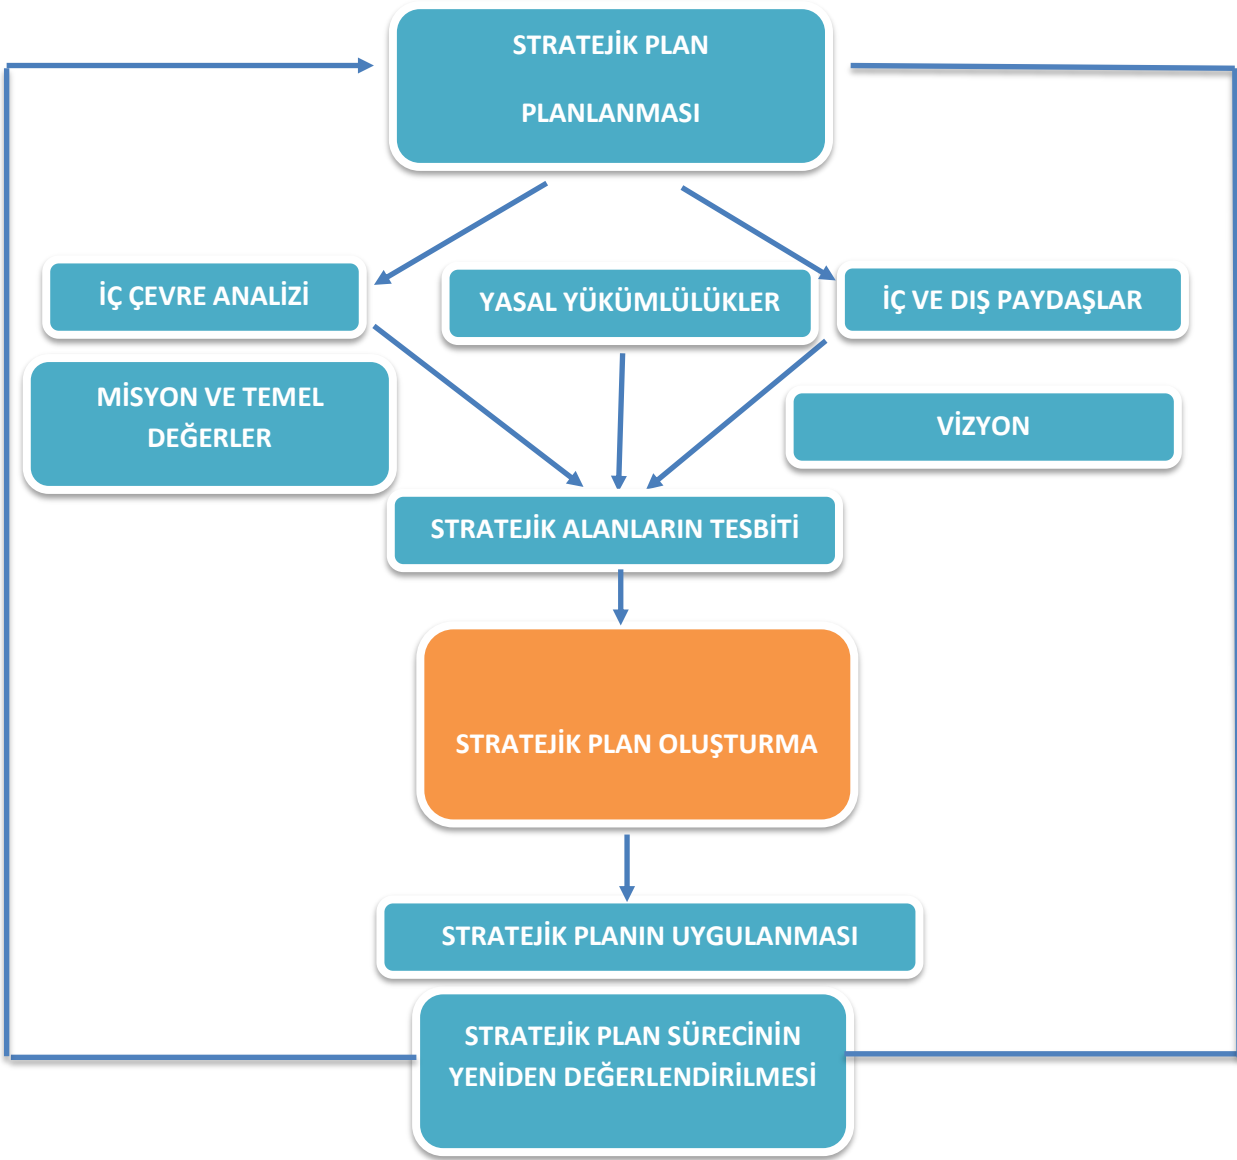 STRATEJİK PLAN
PLANLANMASI
İÇ ÇEVRE ANALİZİ
YASAL YÜKÜMLÜLÜKLER
İÇ VE DIŞ PAYDAŞLAR
MİSYON VE TEMEL
DEĞERLER
VİZYON
STRATEJİK ALANLARIN TESBİTİ
STRATEJİK PLAN OLUŞTURMA
STRATEJİK PLANIN UYGULANMASI
STRATEJİK PLAN SÜRECİNİN
YENİDEN DEĞERLENDİRİLMESİ